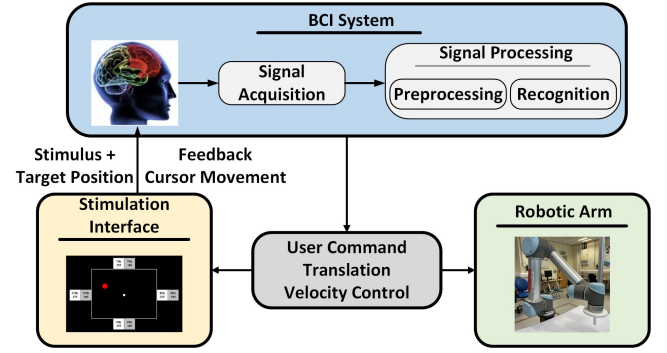 BCI System
Signal
Acquisition
Signal Processing
Preprocessing
Recognition
Stimulus +
Target Position
Feedback
Cursor Movement
Stimulation
Interface
User Command
Translation
Velocity Control
Robotic Arm